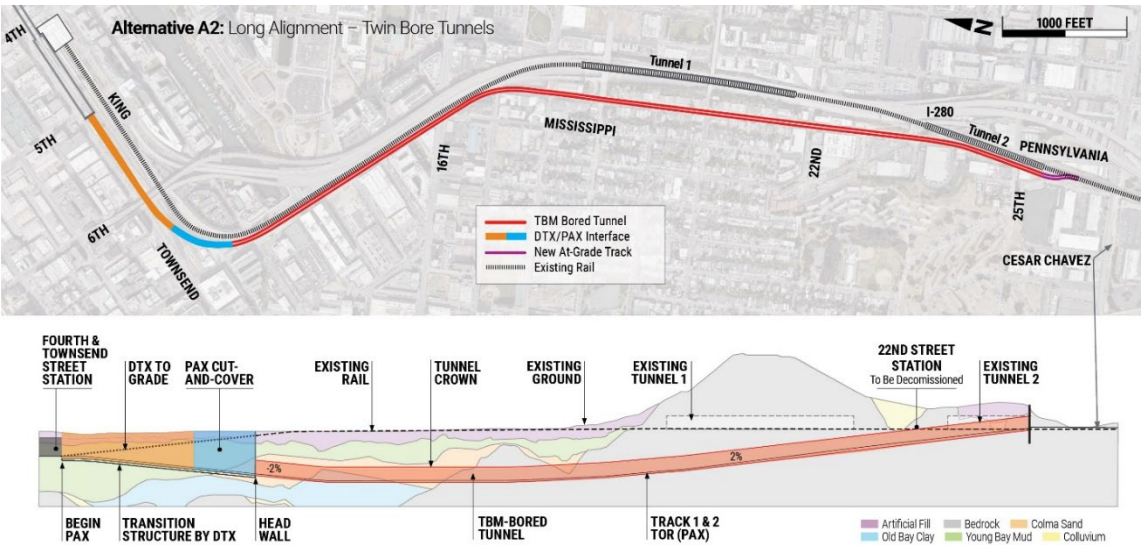 Alternative A2: Long Alignment – Twin Bore Tunnels
N
1000 FEET
4TH
KING
5TH
6TH
TOWNSEND
16TH
Tunnel 1
MISSISSIPPI
I-280
Tunnel 2
PENNSYLVANIA
22ND
25TH
CESAR CHAVEZ
TBM Bored Tunnel
DTX/PAX Interface
New At-Grade Track
Existing Rail
FOURTH &
TOWNSEND
STREET
STATION
DTX TO
GRADE
PAX CUT-
AND-COVER
EXISTING
RAIL
TUNNEL
CROWN
EXISTING
GROUND
EXISTING
TUNNEL 1
22ND STREET
STATION
To Be Decomissioned
EXISTING
TUNNEL 2
-2%
2%
BEGIN
PAX
TRANSITION
STRUCTURE BY DTX
HEAD
WALL
TBM-BORED
TUNNEL
TRACK 1 & 2
TOR (PAX)
Artificial Fill
Bedrock
Colma Sand
Old Bay Clay
Young Bay Mud
Colluvium